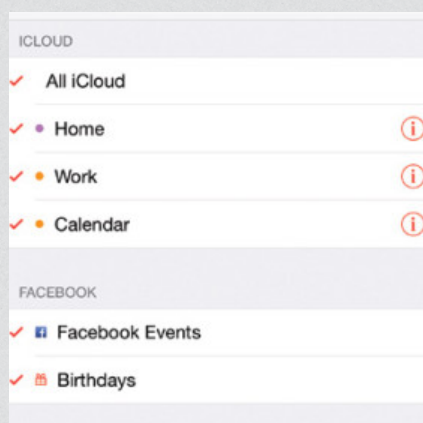 ICLOUD
All iCloud
Home
Work
Calendar
FACEBOOK
Facebook Events
Birthdays